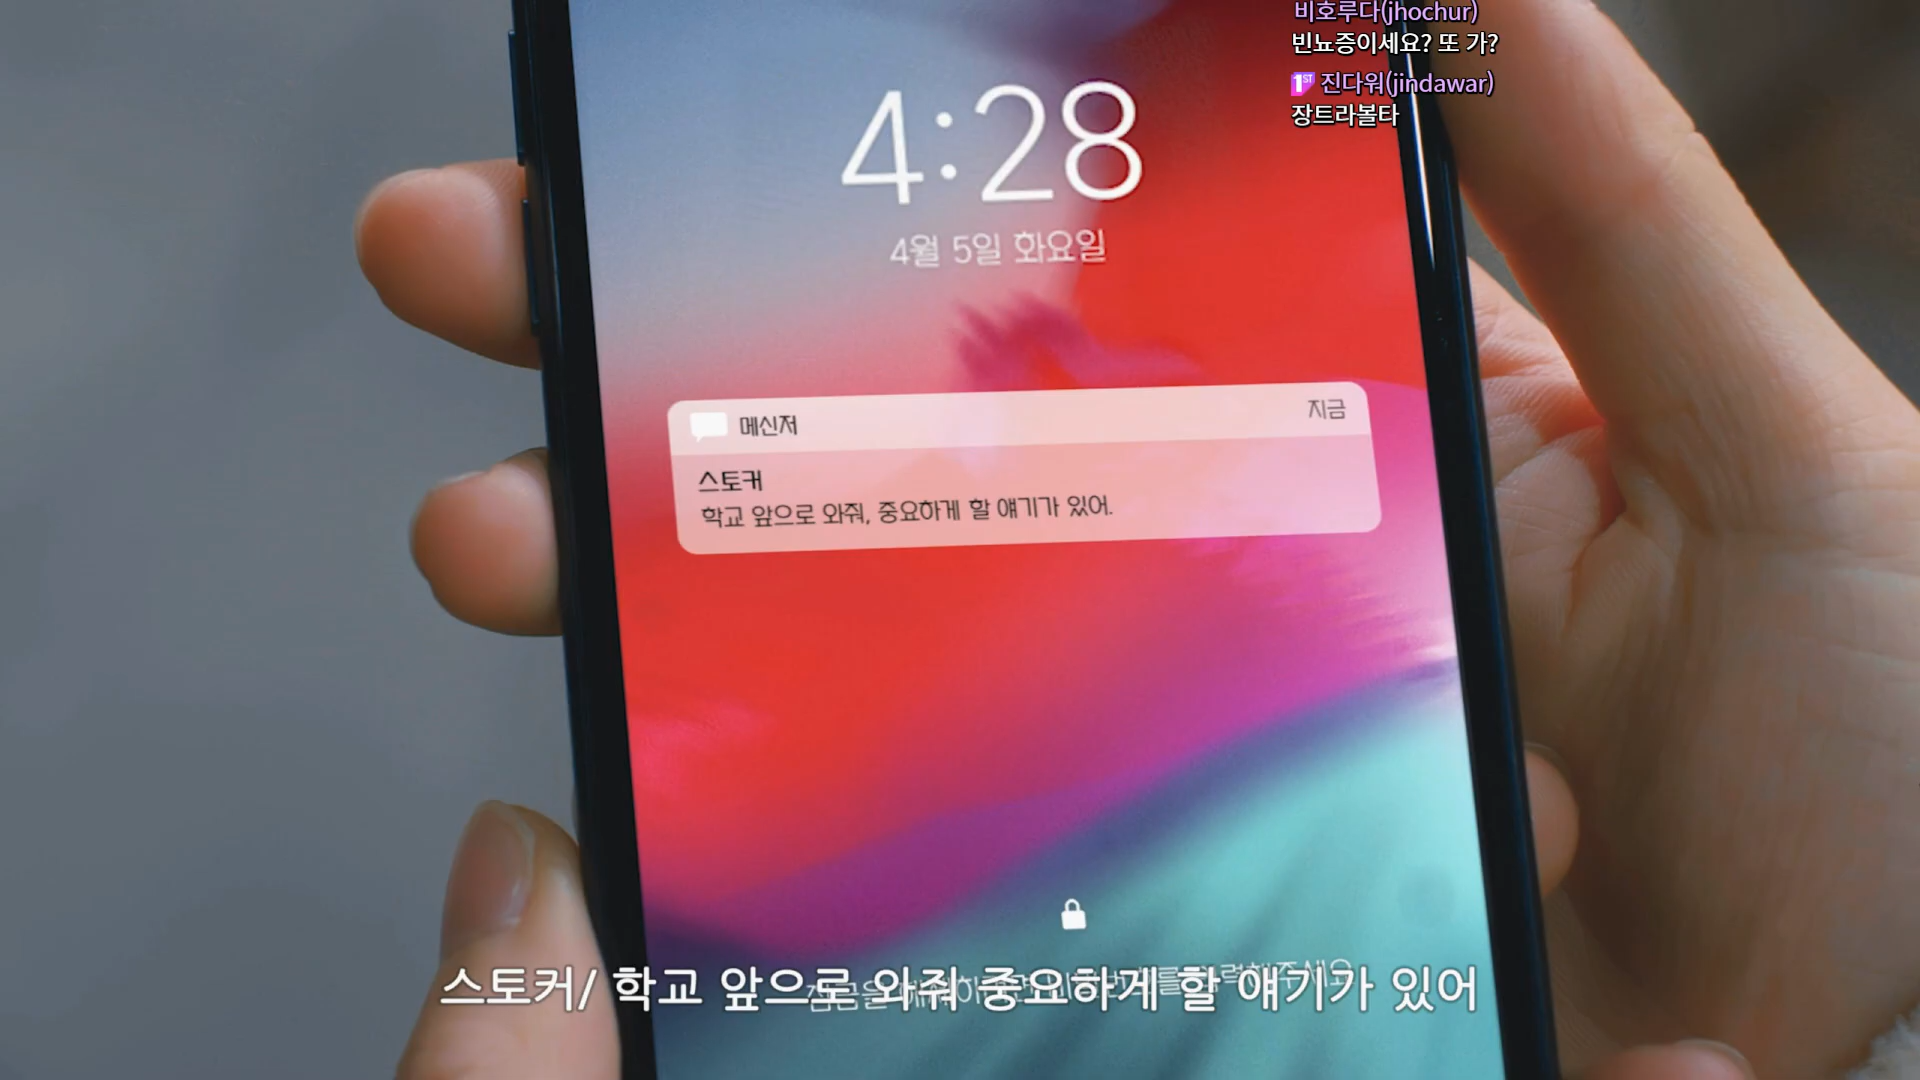 비호루다(jhochur)
빈뇨증이세요? 또 가?
1ST 진다워(jindawar)
장트라볼타
4:28
4월 5일 화요일
메신저 지금
스토커
학교 앞으로 와줘, 중요하게 할 얘기가 있어.
스토커/ 학교 앞으로 와줘 중요하게 할 얘기가 있어